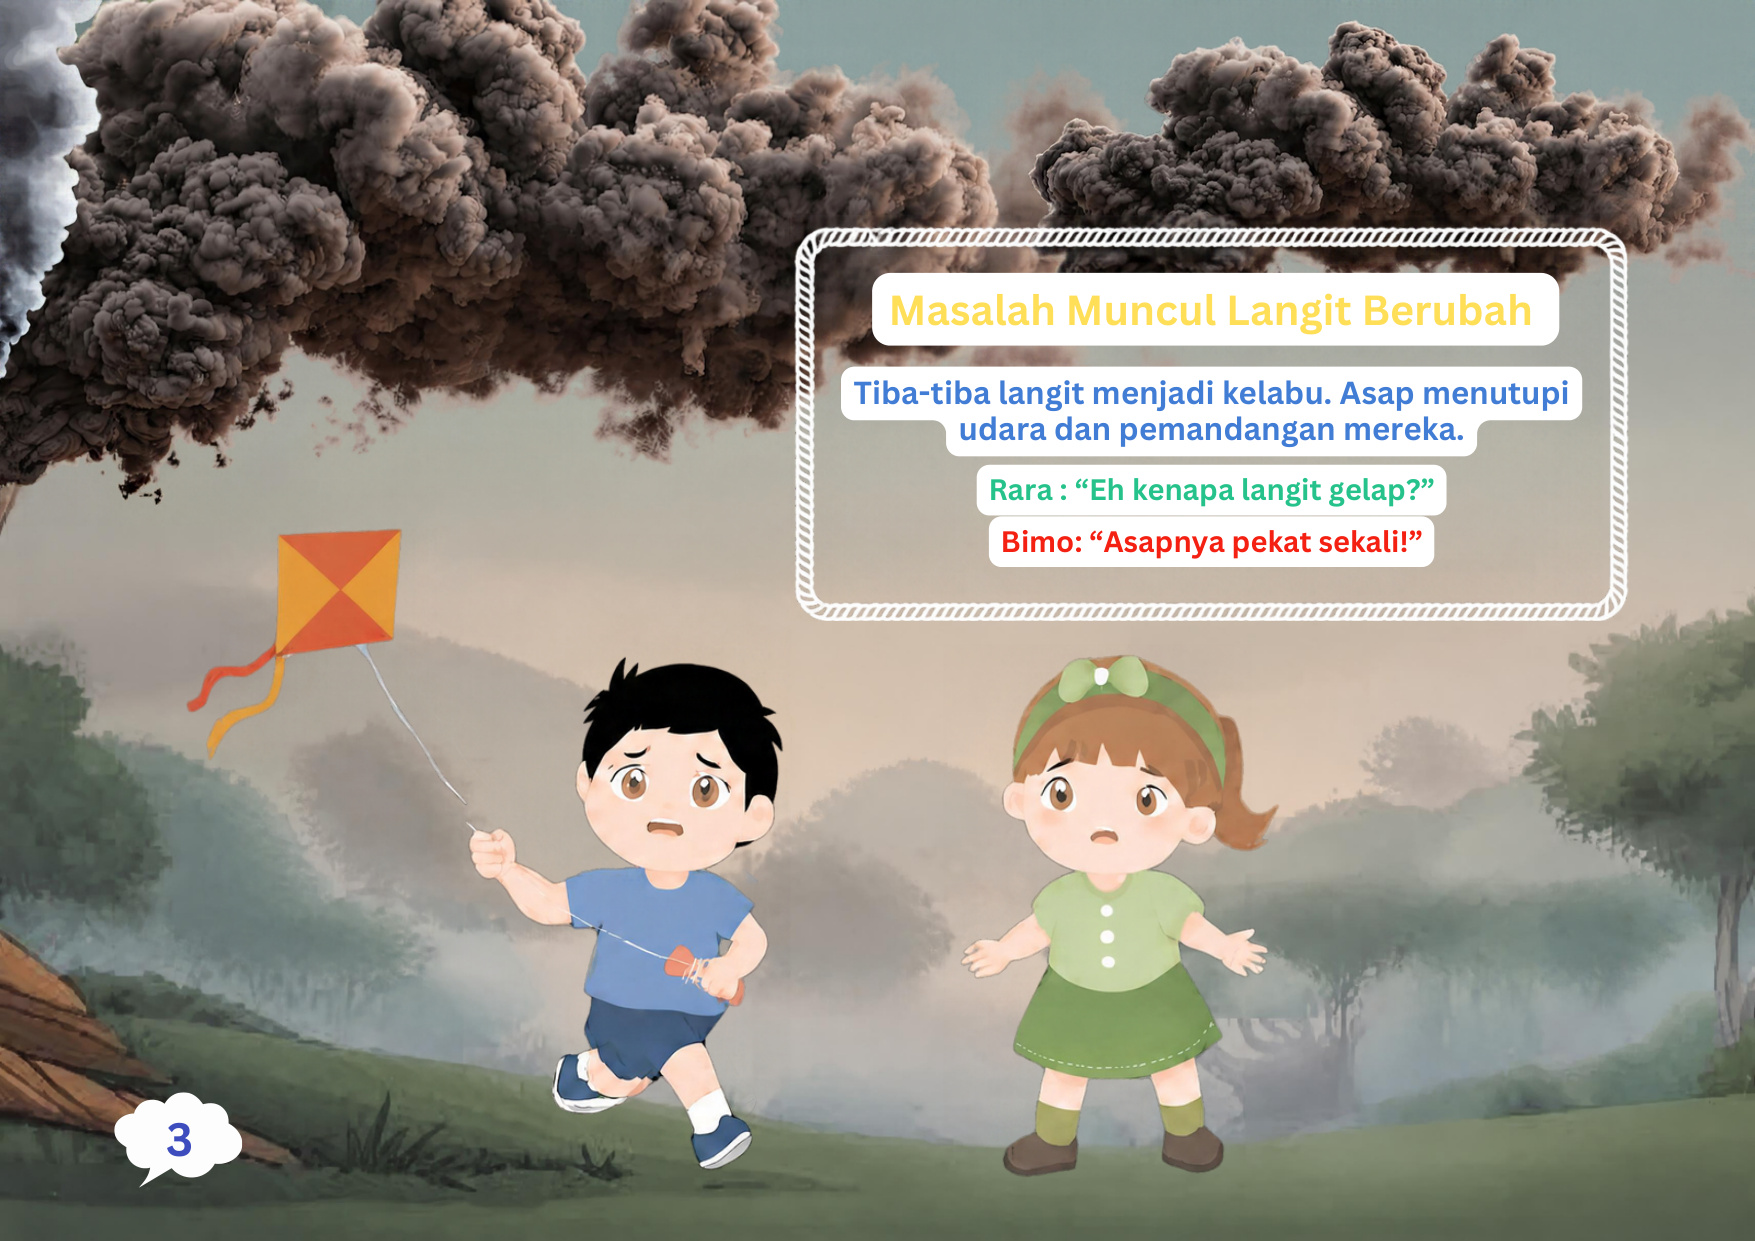 Masalah Muncul Langit Berubah
Tiba-tiba langit menjadi kelabu. Asap menutupi
udara dan pemandangan mereka.
Rara : “Eh kenapa langit gelap?”
Bimo: “Asapnya pekat sekali!”
3